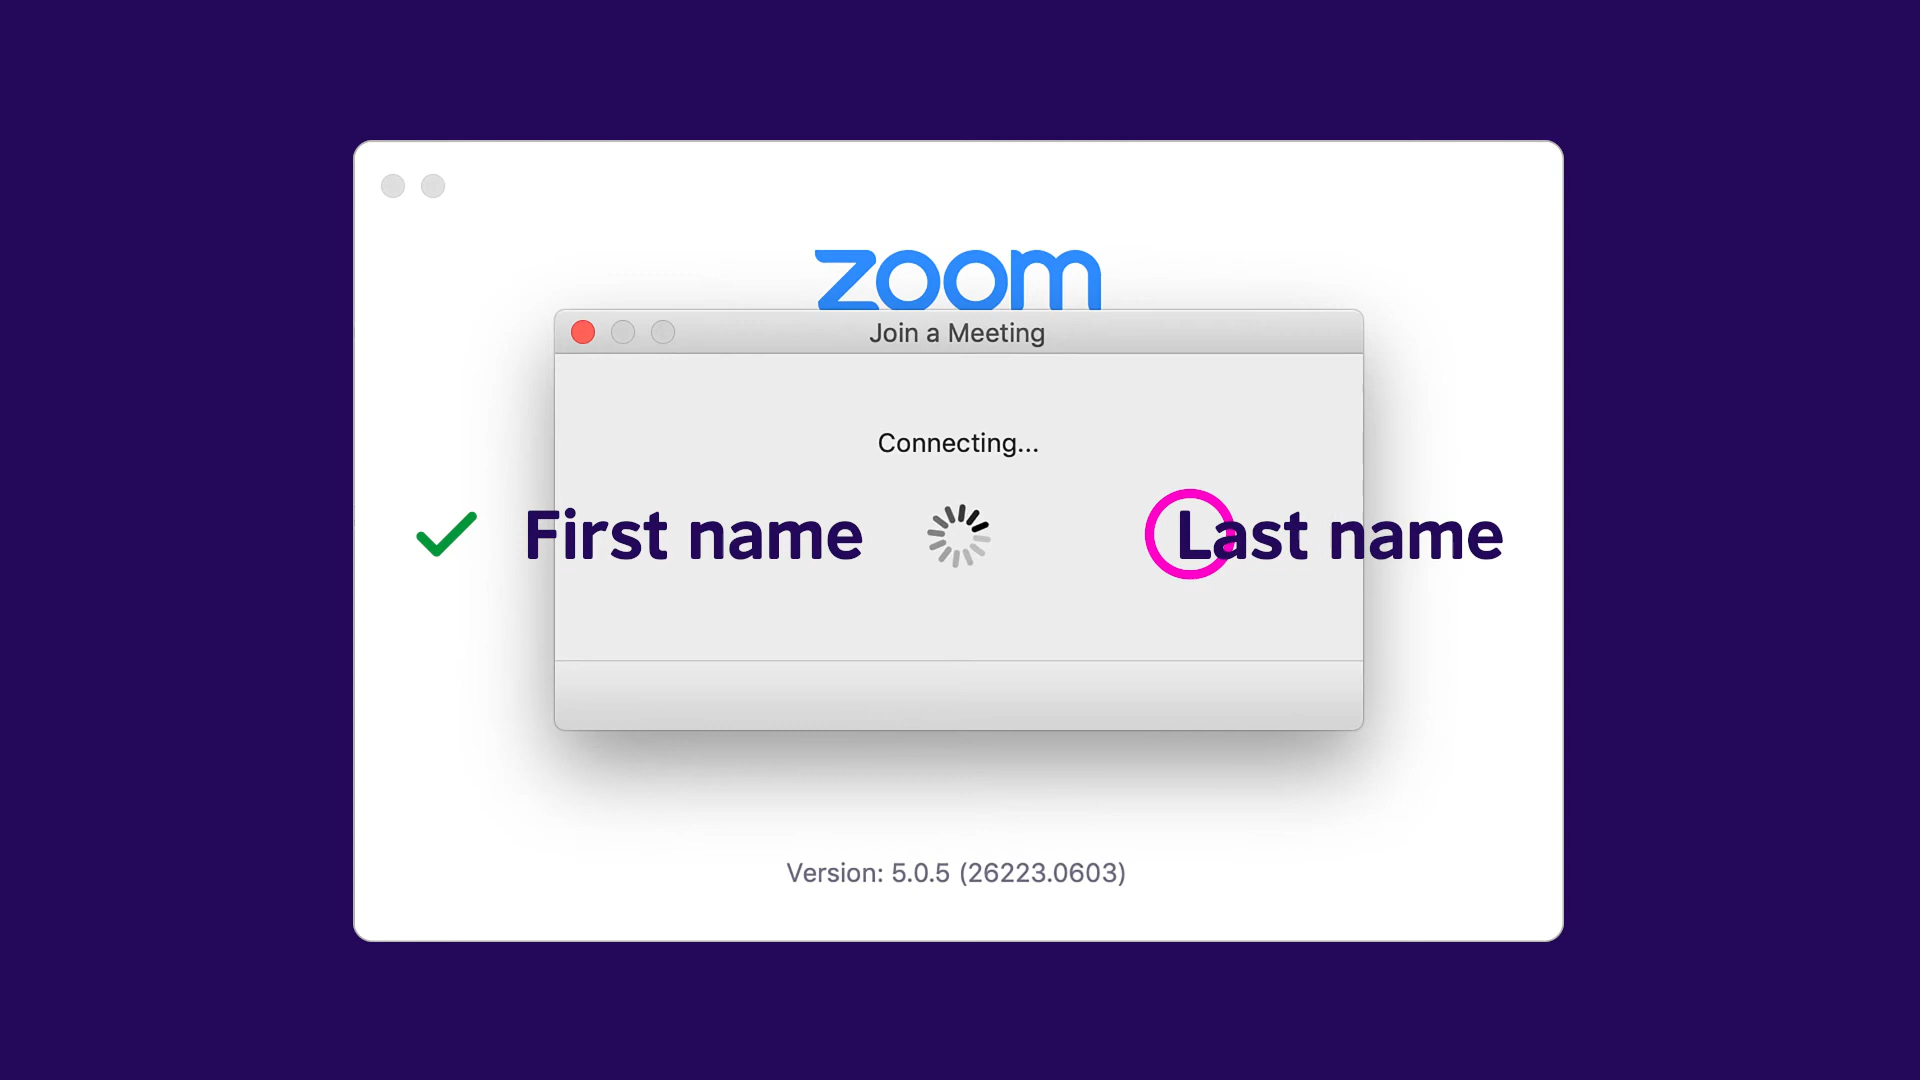 zoom
Join a Meeting
Connecting...
First name Last name
Version: 5.0.5 (26223.0603)